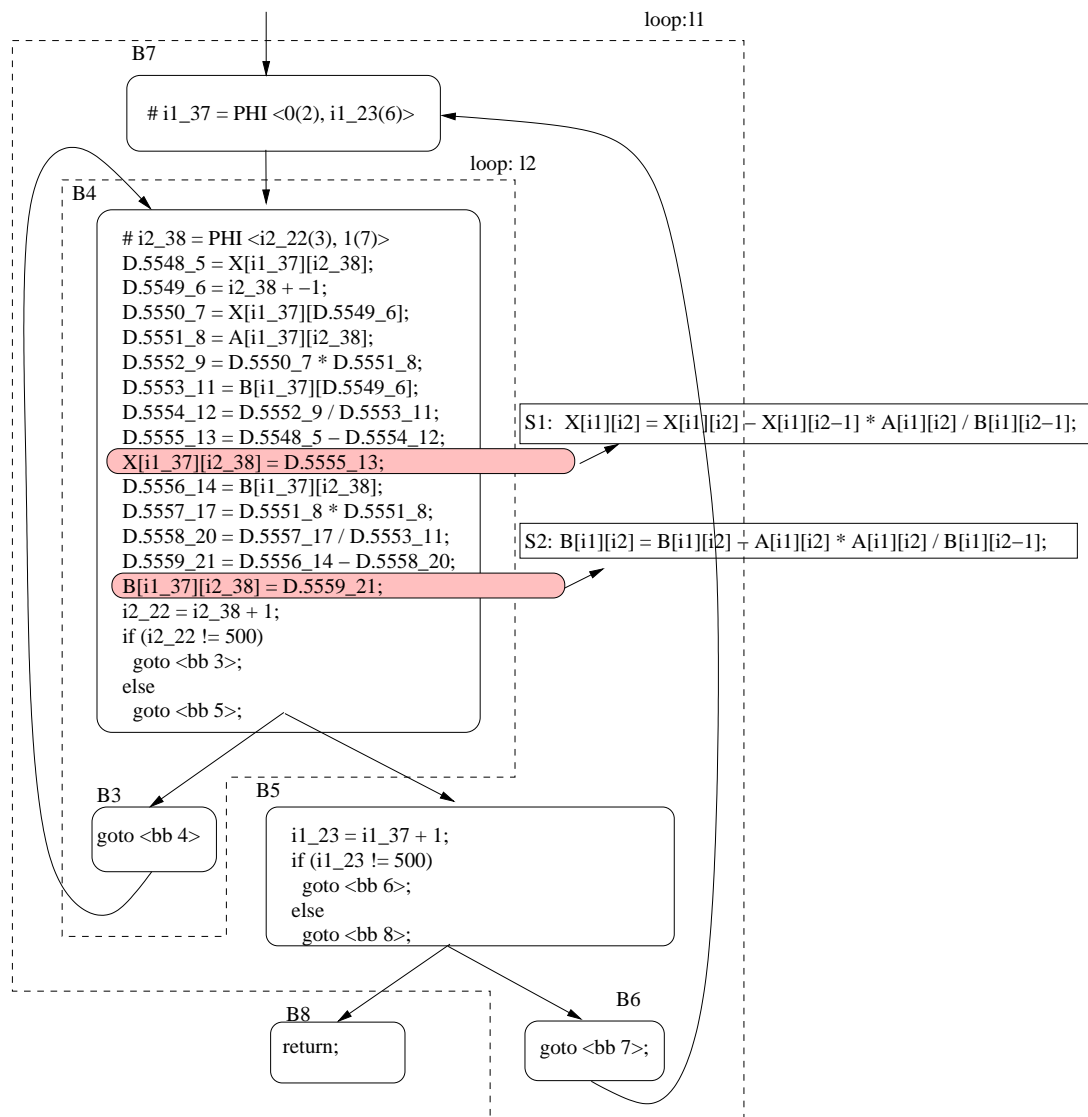 loop:l1
B7
# i1_37 = PHI <0(2), i1_23(6)>
loop: l2
B4
# i2_38 = PHI <i2_22(3), 1(7)>
D.5548_5 = X[i1_37][i2_38];
D.5549_6 = i2_38 + −1;
D.5550_7 = X[i1_37][D.5549_6];
D.5551_8 = A[i1_37][i2_38];
D.5552_9 = D.5550_7 * D.5551_8;
D.5553_11 = B[i1_37][D.5549_6];
D.5554_12 = D.5552_9 / D.5553_11;
D.5555_13 = D.5548_5 − D.5554_12;
X[i1_37][i2_38] = D.5555_13;
D.5556_14 = B[i1_37][i2_38];
D.5557_17 = D.5551_8 * D.5551_8;
D.5558_20 = D.5557_17 / D.5553_11;
D.5559_21 = D.5556_14 − D.5558_20;
B[i1_37][i2_38] = D.5559_21;
i2_22 = i2_38 + 1;
if (i2_22 != 500)
goto <bb 3>;
else
goto <bb 5>;
S1: X[i1][i2] = X[i1][i2] − X[i1][i2−1] * A[i1][i2] / B[i1][i2−1];
S2: B[i1][i2] = B[i1][i2] − A[i1][i2] * A[i1][i2] / B[i1][i2−1];
B3
goto <bb 4>
B5
i1_23 = i1_37 + 1;
if (i1_23 != 500)
goto <bb 6>;
else
goto <bb 8>;
B8
return;
B6
goto <bb 7>;